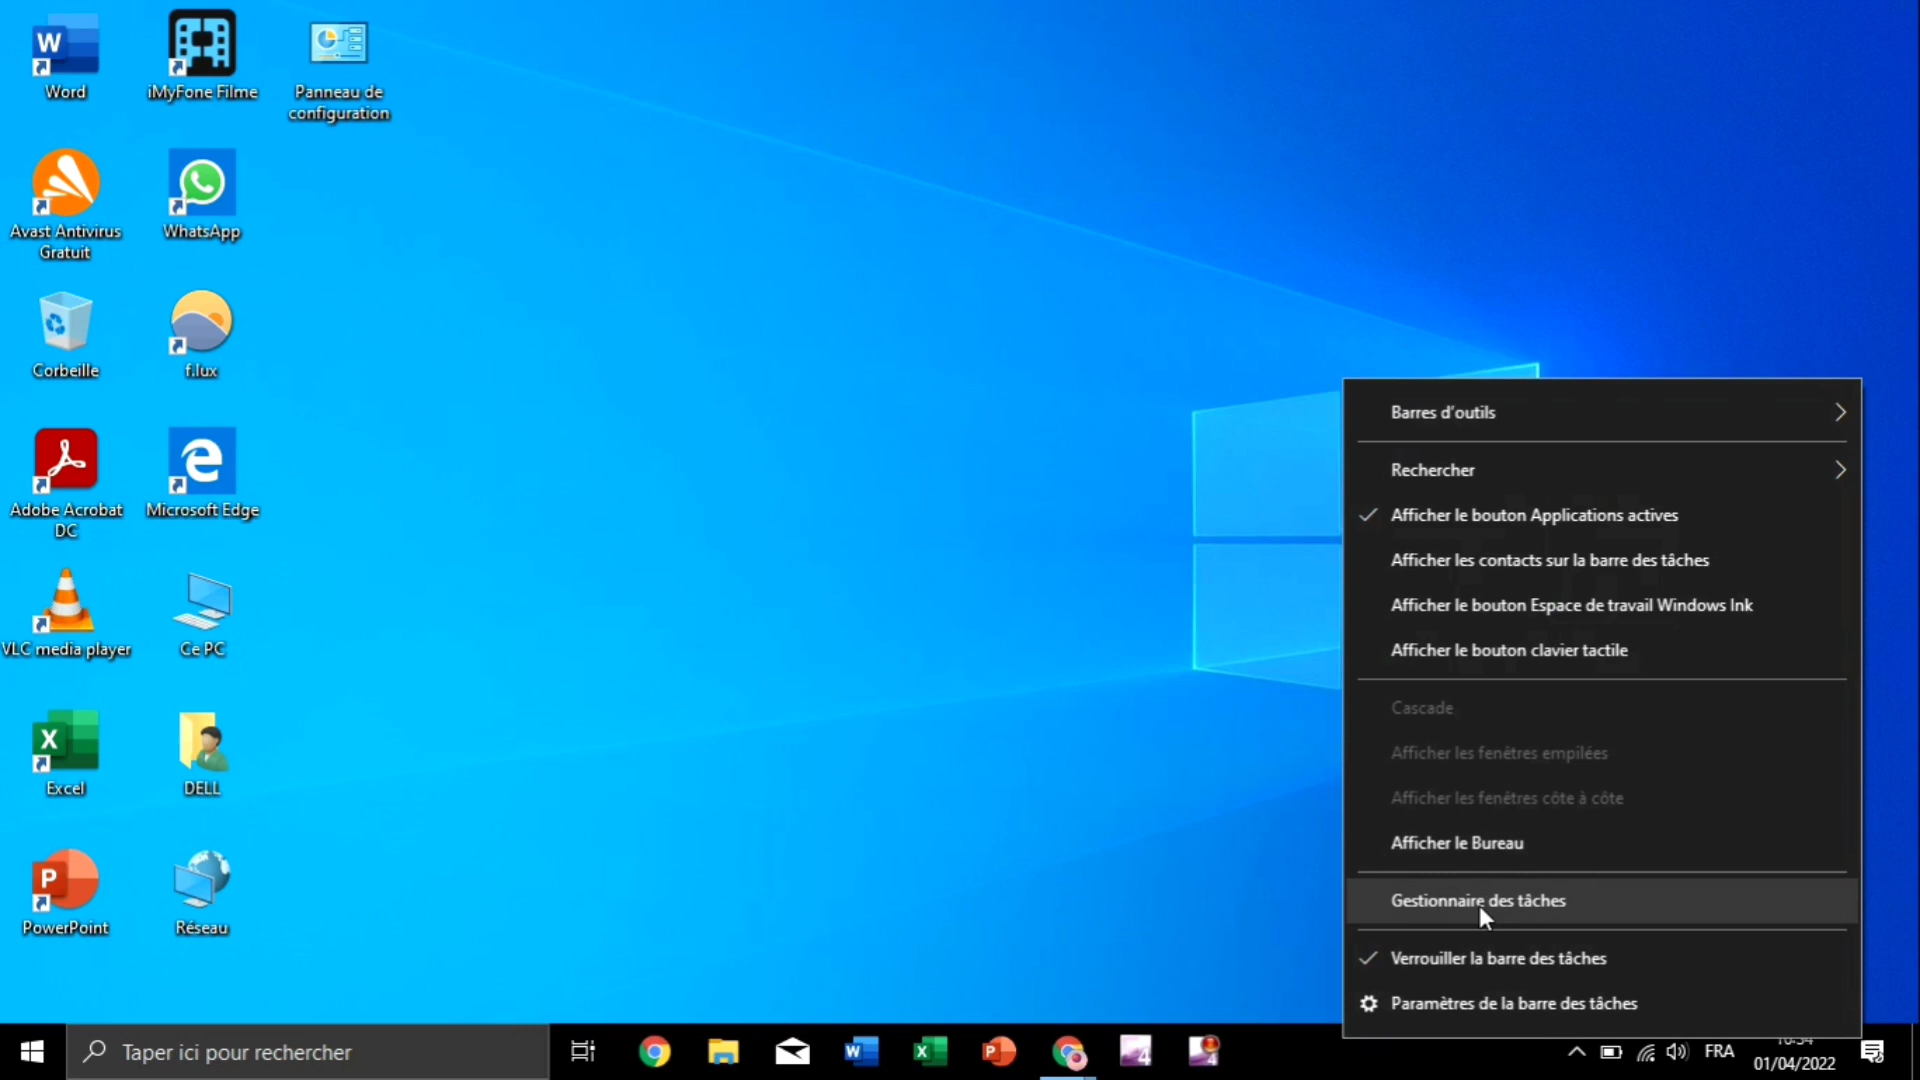 Word
iMyFone Filme
Panneau de
configuration
Avast Antivirus
Gratuit
WhatsApp
Corbeille
f.lux
Adobe Acrobat
DC
Microsoft Edge
VLC media player
Ce PC
Excel
DELL
PowerPoint
Réseau
Barres d'outils
Rechercher
Afficher le bouton Applications actives
Afficher les contacts sur la barre des tâches
Afficher le bouton Espace de travail Windows Ink
Afficher le bouton clavier tactile
Cascade
Afficher les fenêtres empilées
Afficher les fenêtres côte à côte
Afficher le Bureau
Gestionnaire des tâches
Verrouiller la barre des tâches
Paramètres de la barre des tâches
Taper ici pour rechercher
FRA
01/04/2022